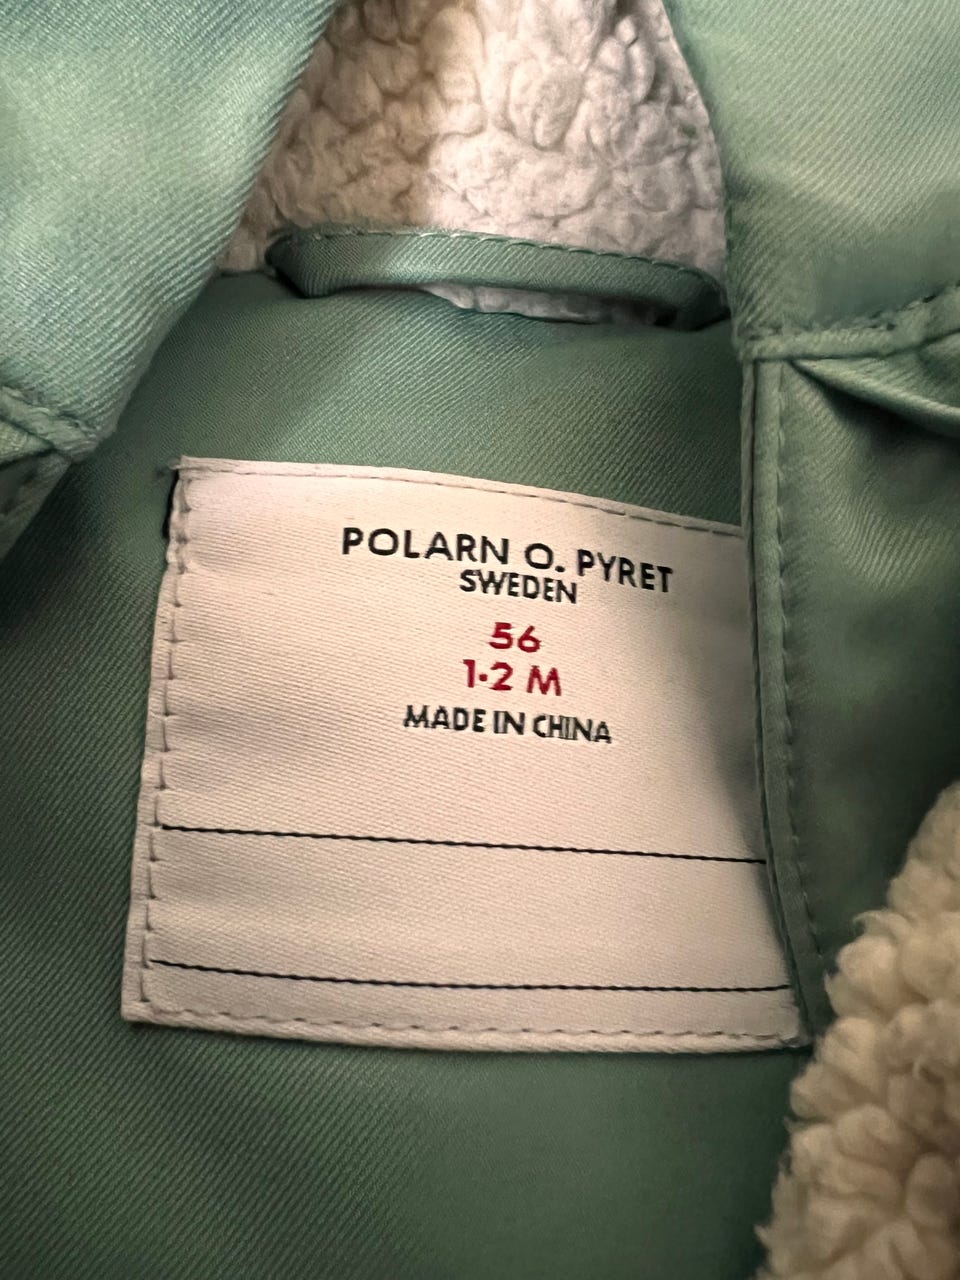 POLARN O. PYRET
SWEDEN
56
1·2 M
MADE IN CHINA